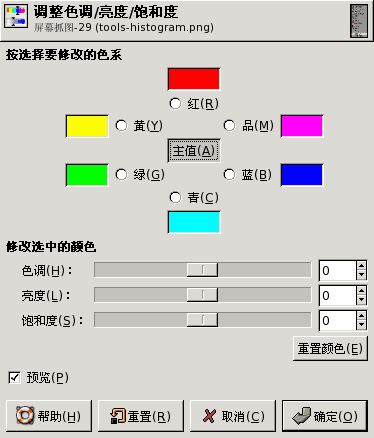 调整色调/亮度/饱和度
屏幕抓图-29 (tools-histogram.png)
按选择要修改的色系
红(R)
黄(Y)
品(M)
主值(A)
绿(G)
蓝(B)
青(C)
修改选中的颜色
色调(H)：
0
亮度(L)：
0
饱和度(S)：
0
重置颜色(E)
预览(P)
帮助(H)
重置(R)
取消(C)
确定(O)